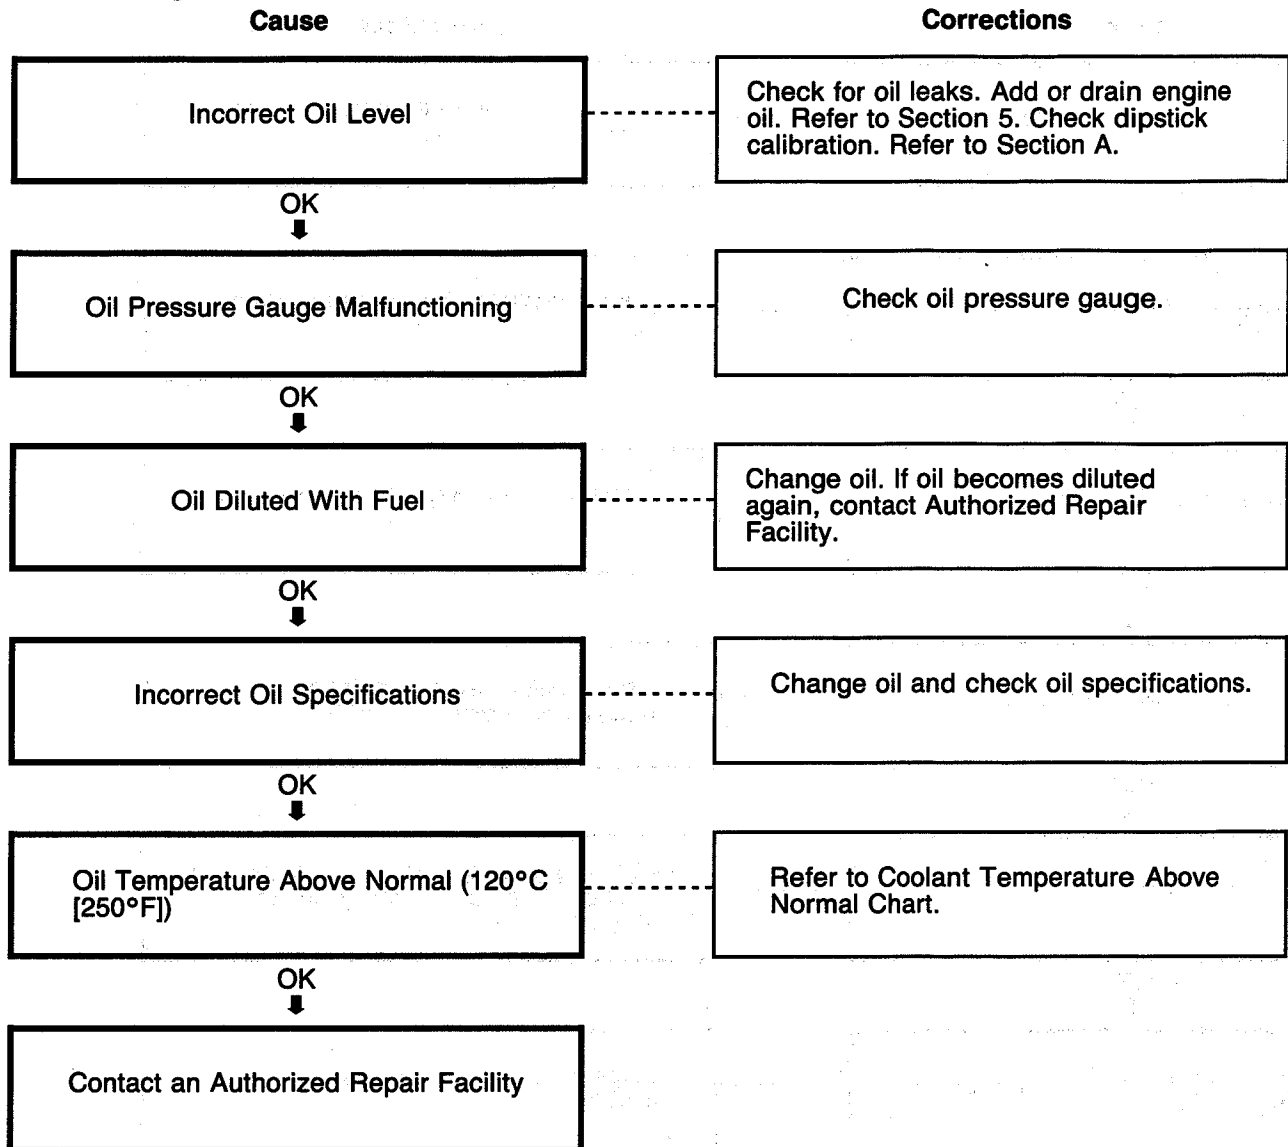 Cause
Corrections
Incorrect Oil Level
Check for oil leaks. Add or drain engine
oil. Refer to Section 5. Check dipstick
calibration. Refer to Section A.
OK
Oil Pressure Gauge Malfunctioning
Check oil pressure gauge.
OK
Oil Diluted With Fuel
Change oil. If oil becomes diluted
again, contact Authorized Repair
Facility.
OK
Incorrect Oil Specifications
Change oil and check oil specifications.
OK
Oil Temperature Above Normal (120°C
[250°F])
Refer to Coolant Temperature Above
Normal Chart.
OK
Contact an Authorized Repair Facility